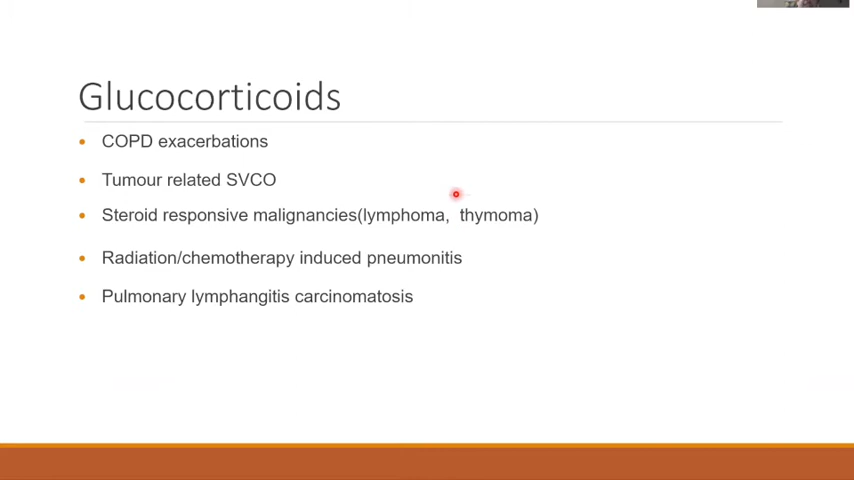 Glucocorticoids
COPD exacerbations
Tumour related SVCO
Steroid responsive malignancies(lymphoma, thymoma)
Radiation/chemotherapy induced pneumonitis
Pulmonary lymphangitis carcinomatosis